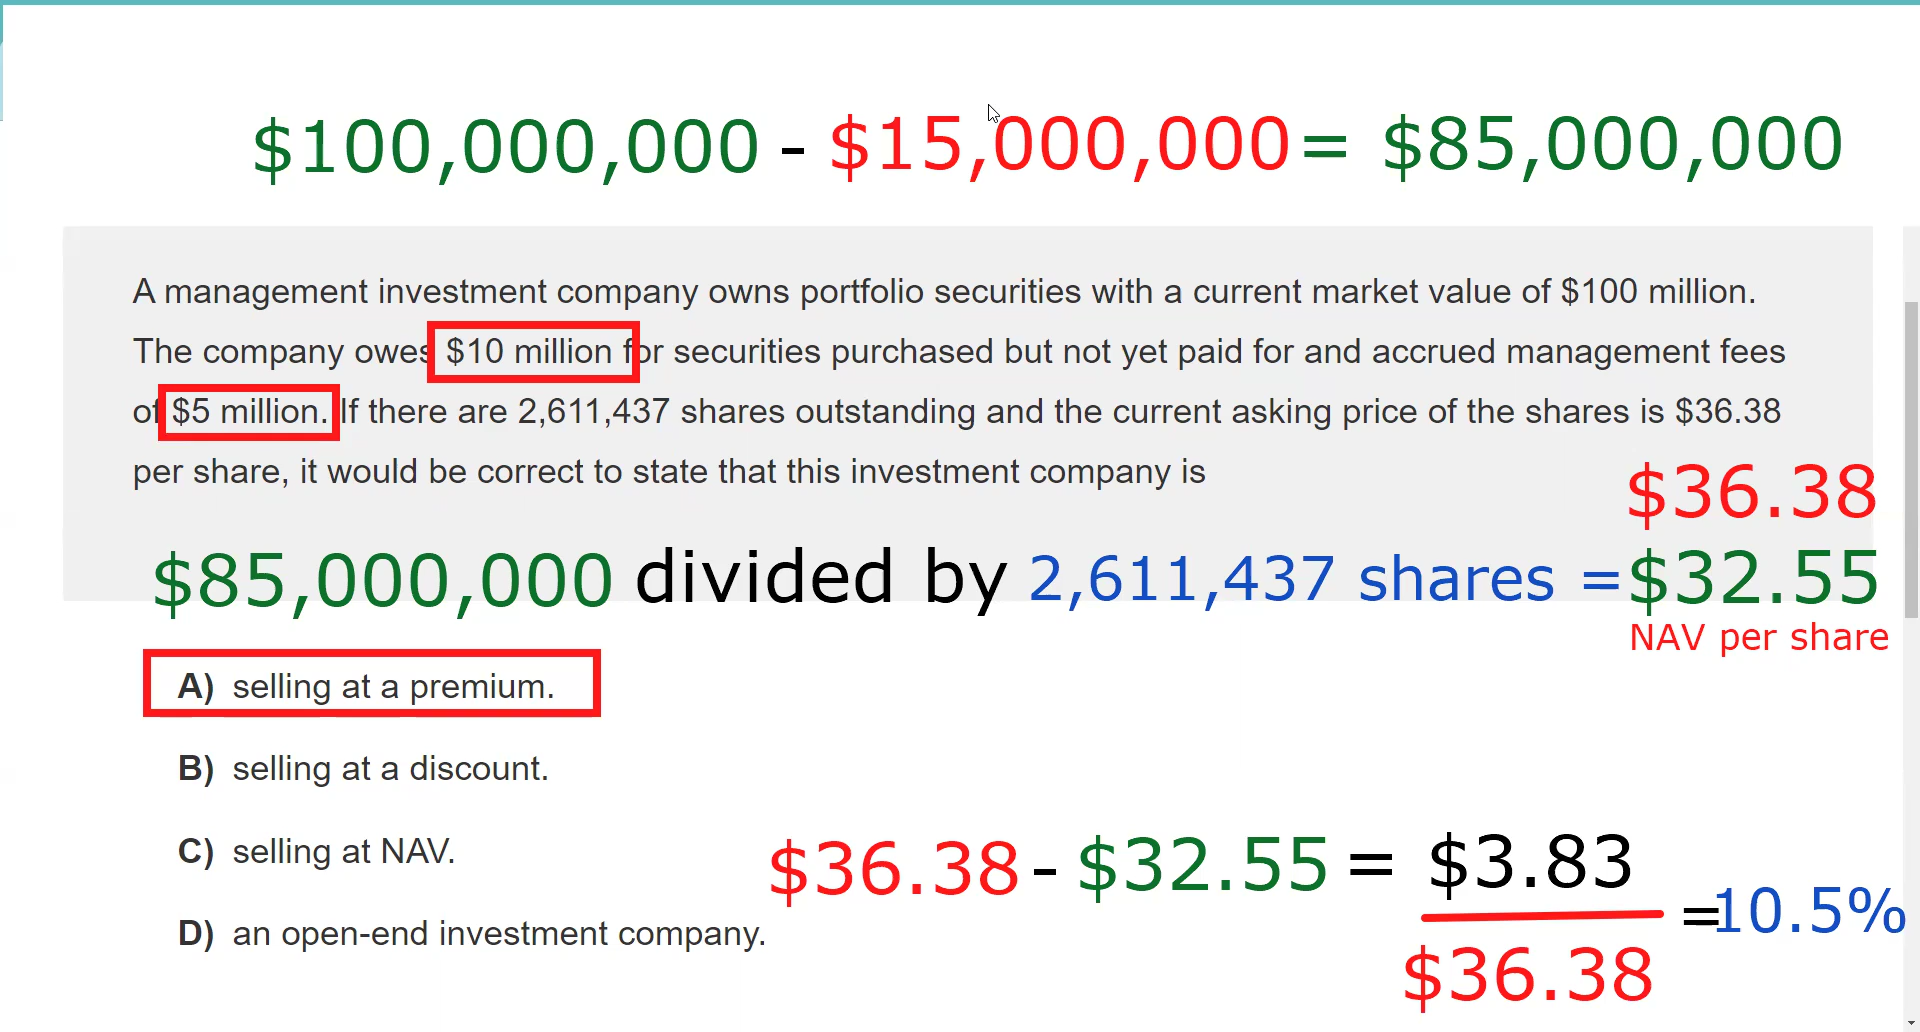 $100,000,000 - $15,000,000 = $85,000,000
A management investment company owns portfolio securities with a current market value of $100 million.
The company owes $10 million for securities purchased but not yet paid for and accrued management fees
of $5 million. If there are 2,611,437 shares outstanding and the current asking price of the shares is $36.38
per share, it would be correct to state that this investment company is
$36.38
$85,000,000 divided by 2,611,437 shares = $32.55
NAV per share
A) selling at a premium.
B) selling at a discount.
C) selling at NAV.
$36.38 - $32.55 = $3.83
=10.5%
D) an open-end investment company.
$36.38